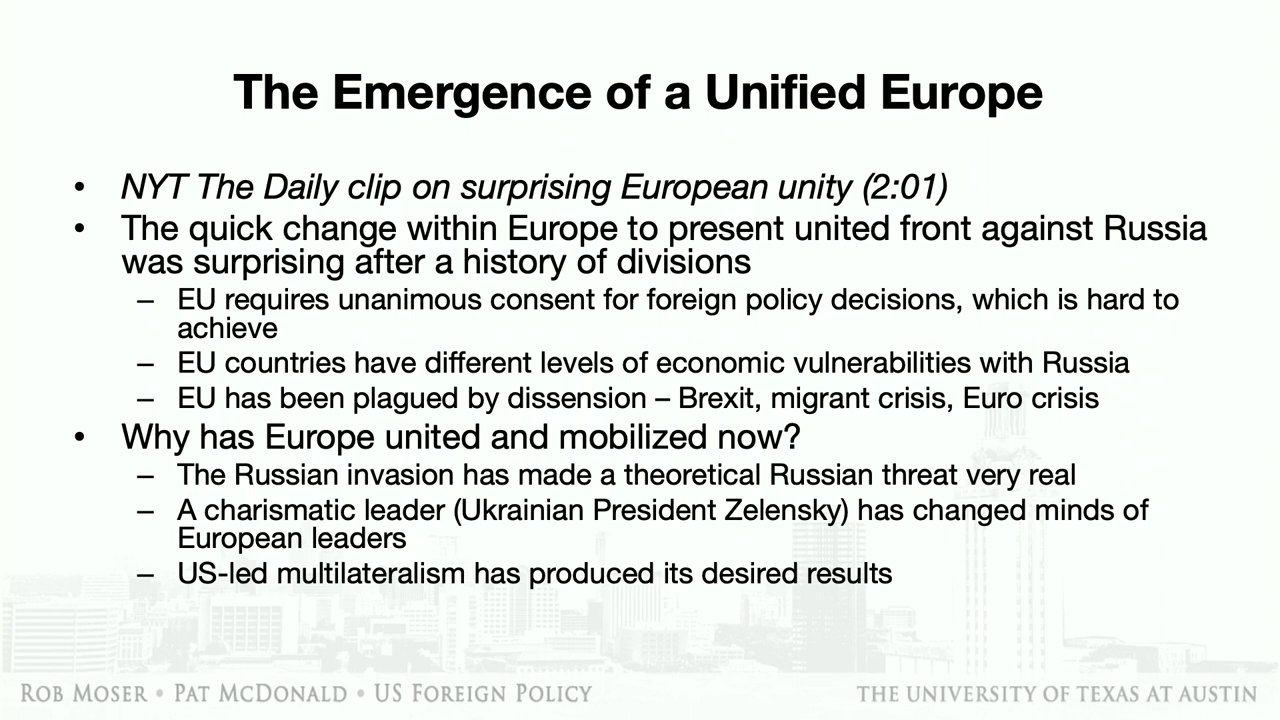 The Emergence of a Unified Europe
• NYT The Daily clip on surprising European unity (2:01)
• The quick change within Europe to present united front against Russia
was surprising after a history of divisions
– EU requires unanimous consent for foreign policy decisions, which is hard to
achieve
– EU countries have different levels of economic vulnerabilities with Russia
– EU has been plagued by dissension – Brexit, migrant crisis, Euro crisis
• Why has Europe united and mobilized now?
– The Russian invasion has made a theoretical Russian threat very real
– A charismatic leader (Ukrainian President Zelensky) has changed minds of
European leaders
– US-led multilateralism has produced its desired results
ROB MOSER • PAT MCDONALD • US FOREIGN POLICY
THE UNIVERSITY OF TEXAS AT AUSTIN